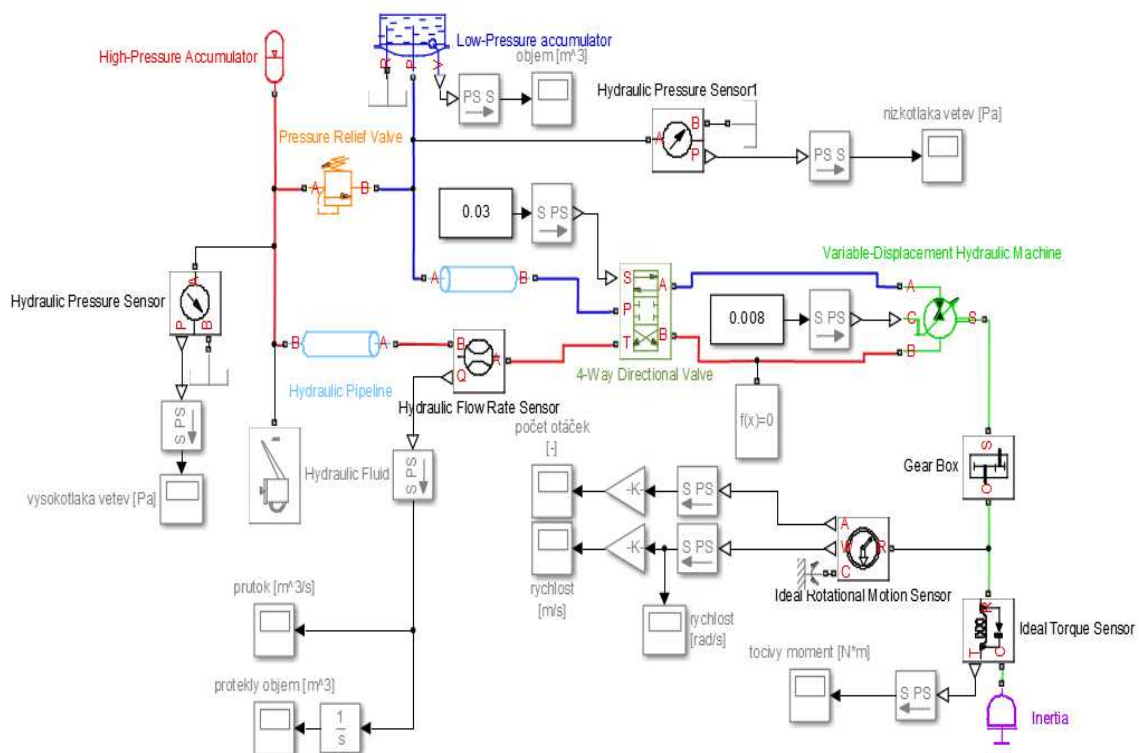 High-Pressure Accumulator
Low-Pressure accumulator
objem [m^3]
Q
R
P
V
PS S
Hydraulic Pressure Sensor1
nizkotlaka vetev [Pa]
A
B
P
PS S
Pressure Relief Valve
A
B
0.03
S PS
Variable-Displacement Hydraulic Machine
Hydraulic Pressure Sensor
A
P
B
A
B
S
P
T
A
B
0.008
S PS
A
C
B
S
B
A
B
A
Q
Hydraulic Pipeline
Hydraulic Flow Rate Sensor
4-Way Directional Valve
f(x)=0
S PS
vysokotlaka vetev [Pa]
Hydraulic Fluid
S PS
počet otáček
[-]
-K-
S PS
Gear Box
S
O
rychlost
[m/s]
-K-
S PS
A
W
C
R
Ideal Rotational Motion Sensor
rychlost
[rad/s]
prutok [m^3/s]
R
T
C
Ideal Torque Sensor
tocivy moment [N*m]
S PS
protekly objem [m^3]
1
s
Inertia